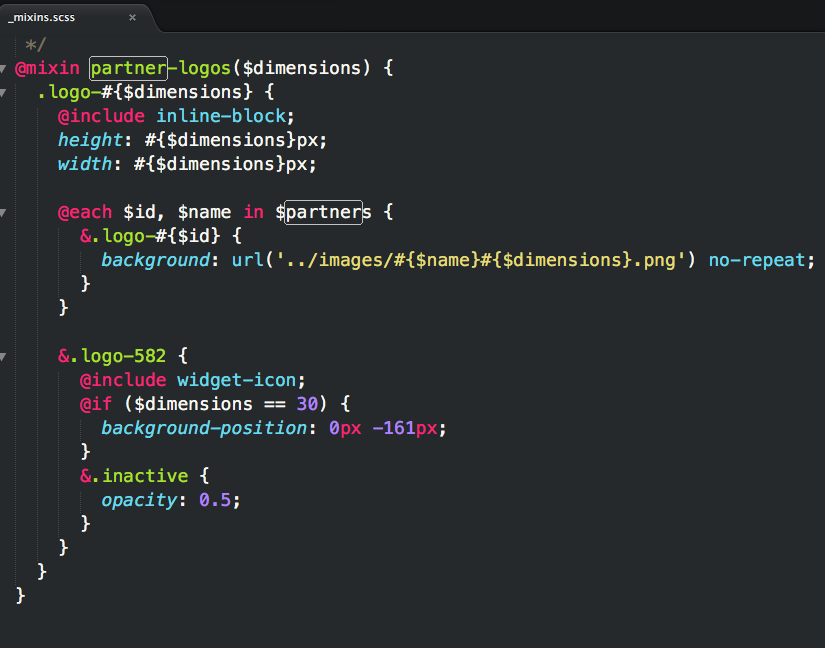 _mixins.scss ×
*/
@mixin partner-logos($dimensions) {
.logo-#{$dimensions} {
@include inline-block;
height: #{$dimensions}px;
width: #{$dimensions}px;
@each $id, $name in $partners {
&.logo-#{$id} {
background: url('../images/#{$name}#{$dimensions}.png') no-repeat;
}
}
&.logo-582 {
@include widget-icon;
@if ($dimensions == 30) {
background-position: 0px -161px;
}
&.inactive {
opacity: 0.5;
}
}
}
}